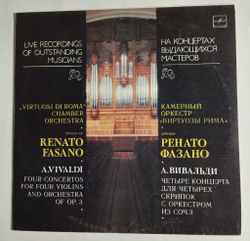 LIVE RECORDINGS
OF OUTSTANDING
MUSICIANS
НА КОНЦЕРТАХ
ВЫДАЮЩИХСЯ
МАСТЕРОВ
„VIRTUOSI DI ROMA”
CHAMBER
ORCHESTRA
RENATO
FASANO
A.VIVALDI
FOUR CONCERTOS
FOR FOUR VIOLINS
AND ORCHESTRA
OF OP. 3
КАМЕРНЫЙ
ОРКЕСТР
«ВИРТУОЗЫ РИМА»
РЕНАТО
ФАЗАНО
А.ВИВАЛЬДИ
ЧЕТЫРЕ КОНЦЕРТА
ДЛЯ ЧЕТЫРЕХ
СКРИПОК
С ОРКЕСТРОМ
ИЗ СОЧ.3